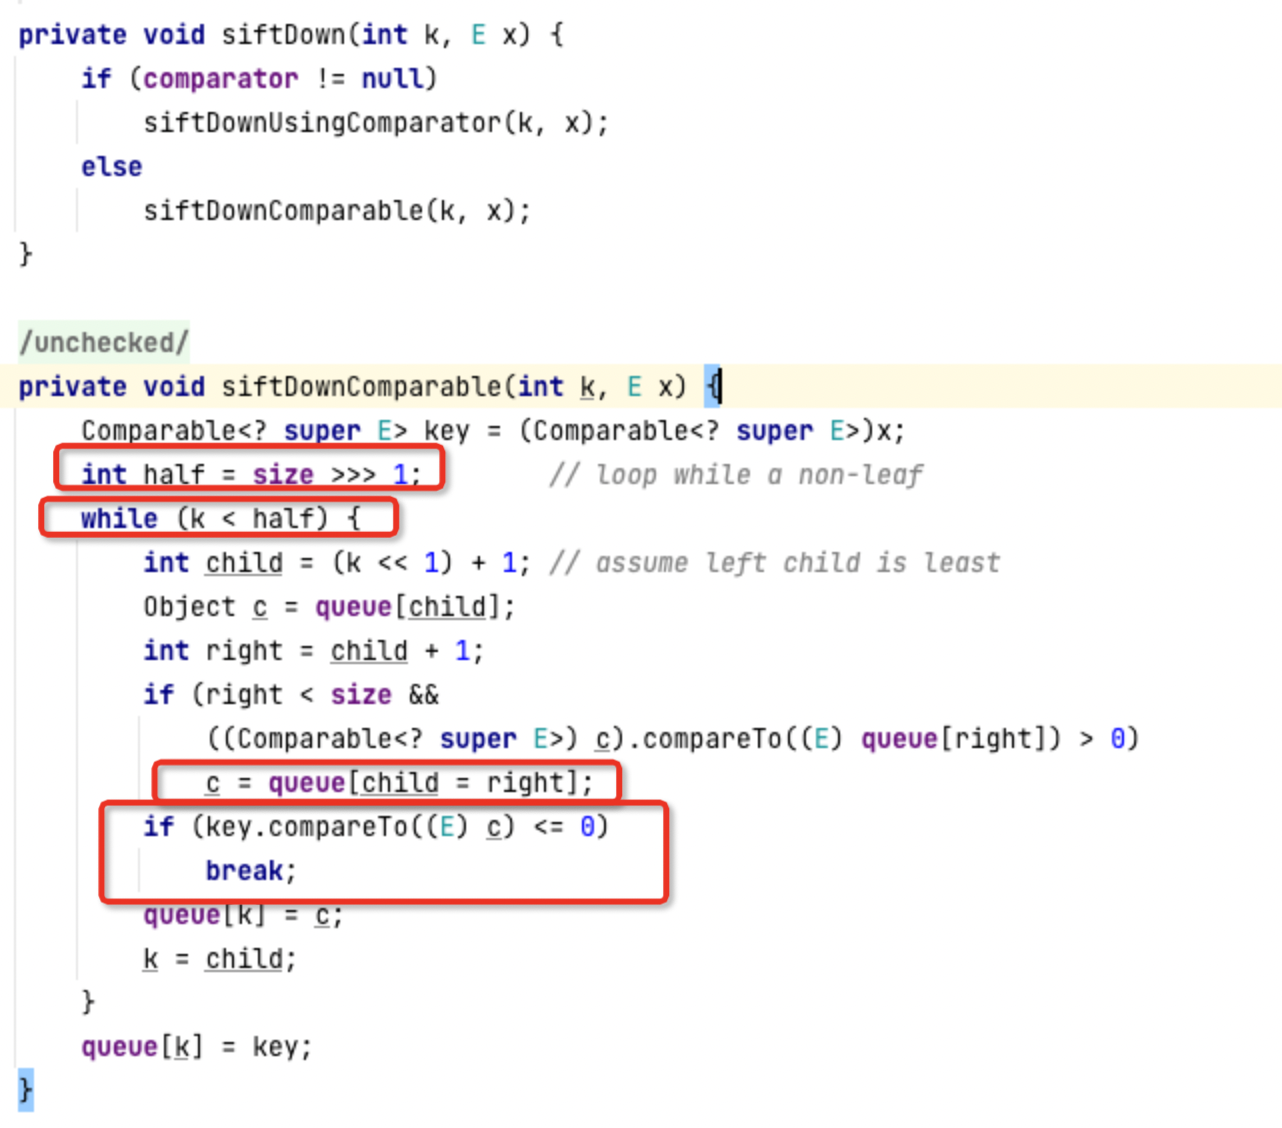 private void siftDown(int k, E x) {
    if (comparator != null)
        siftDownUsingComparator(k, x);
    else
        siftDownComparable(k, x);
}
/unchecked/
private void siftDownComparable(int k, E x) {
    Comparable<? super E> key = (Comparable<? super E>)x;
    int half = size >>> 1;        // loop while a non-leaf
    while (k < half) {
        int child = (k << 1) + 1; // assume left child is least
        Object c = queue[child];
        int right = child + 1;
        if (right < size &&
            ((Comparable<? super E>) c).compareTo((E) queue[right]) > 0)
            c = queue[child = right];
        if (key.compareTo((E) c) <= 0)
            break;
        queue[k] = c;
        k = child;
    }
    queue[k] = key;
}